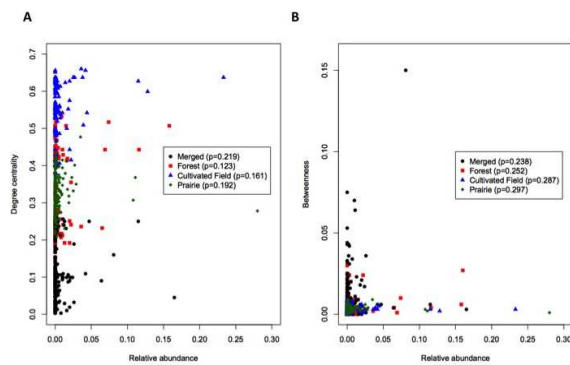 A
Degree centrality
0.7
0.6
0.5
0.4
0.3
0.2
0.1
0.0
Merged (p=0.219)
Forest (p=0.123)
Cultivated Field (p=0.161)
Prairie (p=0.192)
0.00 0.05 0.10 0.15 0.20 0.25 0.30
Relative abundance
B
Betweenness
0.15
0.10
0.05
0.00
Merged (p=0.238)
Forest (p=0.252)
Cultivated Field (p=0.287)
Prairie (p=0.297)
0.00 0.05 0.10 0.15 0.20 0.25 0.30
Relative abundance